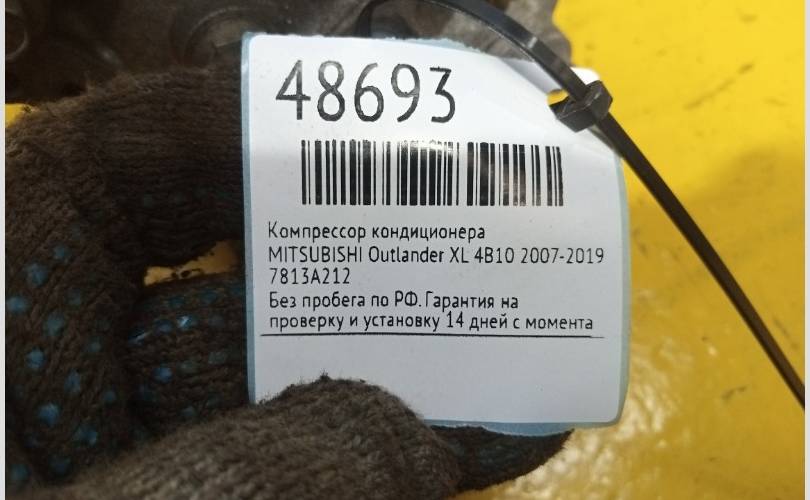 48693
Компрессор кондиционера
MITSUBISHI Outlander XL 4B10 2007-2019
7813A212
Без пробега по РФ. Гарантия на
проверку и установку 14 дней с момента